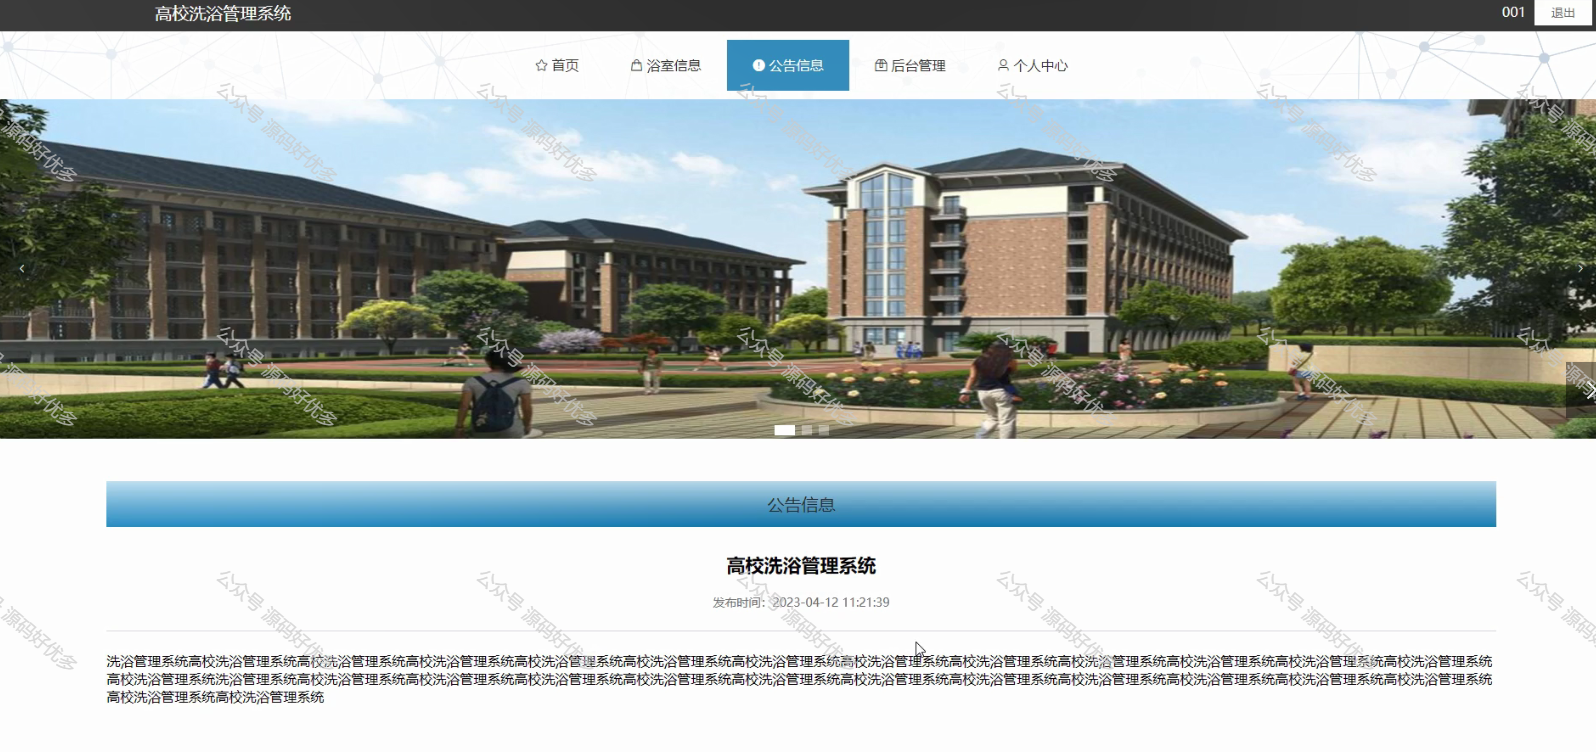 高校洗浴管理系统
001
退出
首页
浴室信息
公告信息
后台管理
个人中心
公告信息
高校洗浴管理系统
发布时间：2023-04-12 11:21:39
洗浴管理系统高校洗浴管理系统高校洗浴管理系统高校洗浴管理系统高校洗浴管理系统高校洗浴管理系统高校洗浴管理系统高校洗浴管理系统高校洗浴管理系统高校洗浴管理系统高校洗浴管理系统高校洗浴管理系统高校洗浴管理系统
高校洗浴管理系统洗浴管理系统高校洗浴管理系统高校洗浴管理系统高校洗浴管理系统高校洗浴管理系统高校洗浴管理系统高校洗浴管理系统高校洗浴管理系统高校洗浴管理系统高校洗浴管理系统高校洗浴管理系统高校洗浴管理系统
高校洗浴管理系统高校洗浴管理系统
公众号 源码好优多